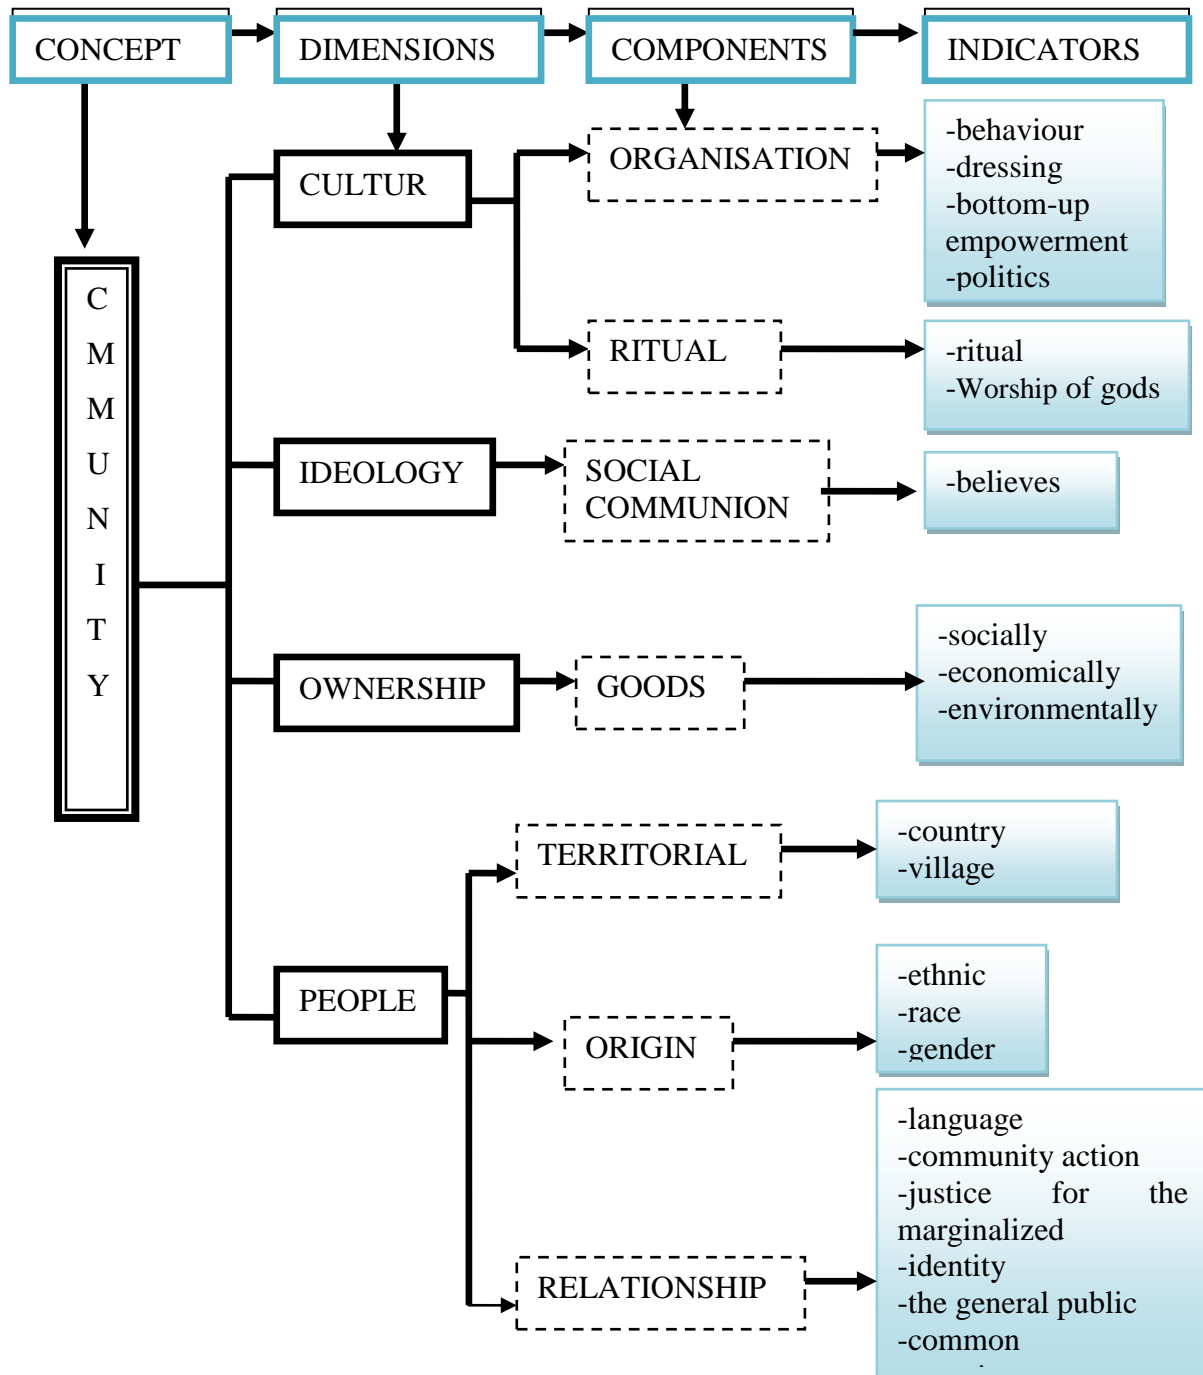 CONCEPT
DIMENSIONS
COMPONENTS
INDICATORS
C
M
M
U
N
I
T
Y
CULTUR
ORGANISATION
-behaviour
-dressing
-bottom-up
empowerment
-politics
RITUAL
-ritual
-Worship of gods
IDEOLOGY
SOCIAL
COMMUNION
-believes
OWNERSHIP
GOODS
-socially
-economically
-environmentally
PEOPLE
TERRITORIAL
-country
-village
ORIGIN
-ethnic
-race
-gender
RELATIONSHIP
-language
-community action
-justice for the
marginalized
-identity
-the general public
-common